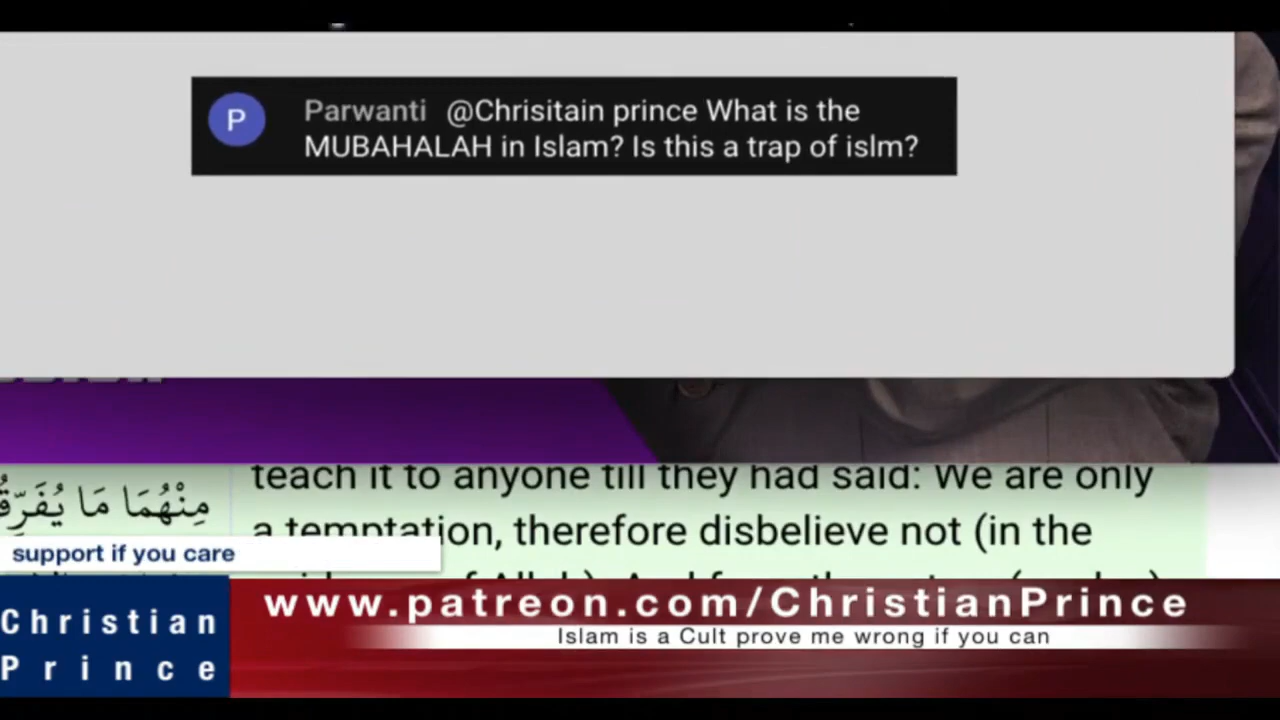 P
Parwanti @Chrisitain prince What is the
MUBAHALAH in Islam? Is this a trap of islm?
teach it to anyone till they had said: We are only
مِنْهُمَا مَا يُفَرِّقُ
a temptation, therefore disbelieve not (in the
support if you care
www.patreon.com/ChristianPrince
Islam is a Cult prove me wrong if you can
Christian
Prince